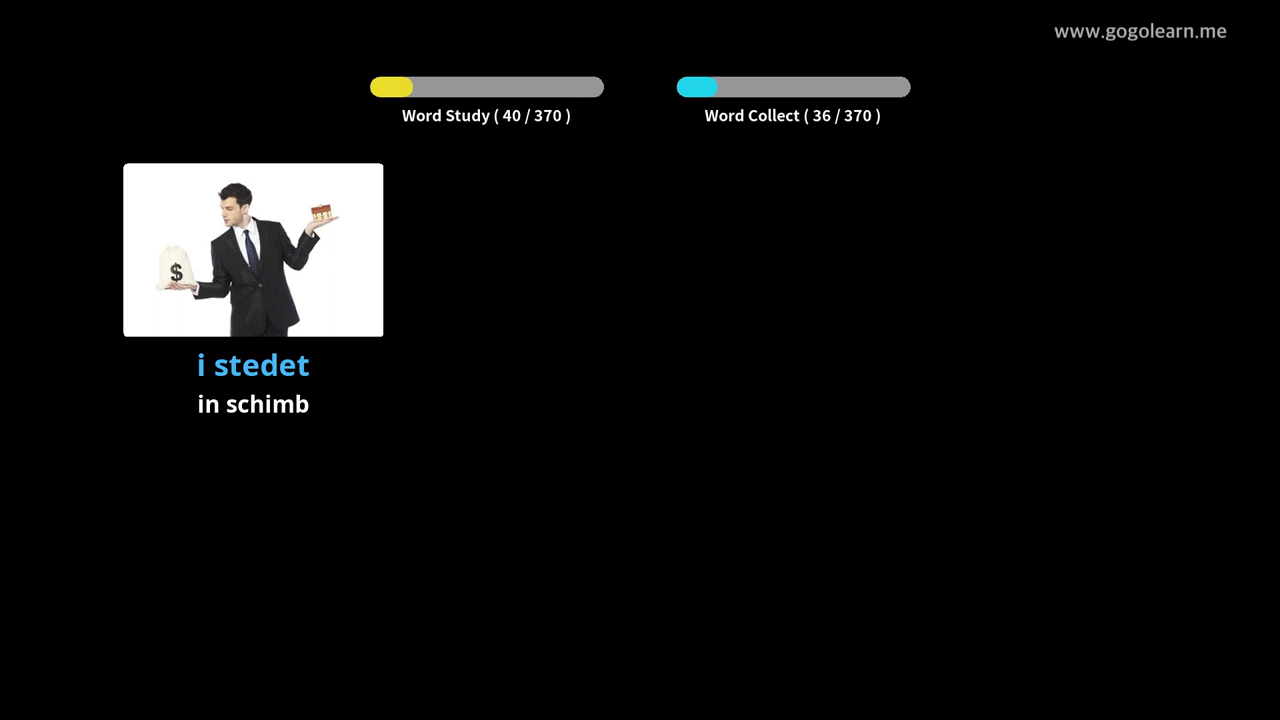 www.gogolearn.me
Word Study ( 40 / 370 )
Word Collect ( 36 / 370 )
$
i stedet
in schimb